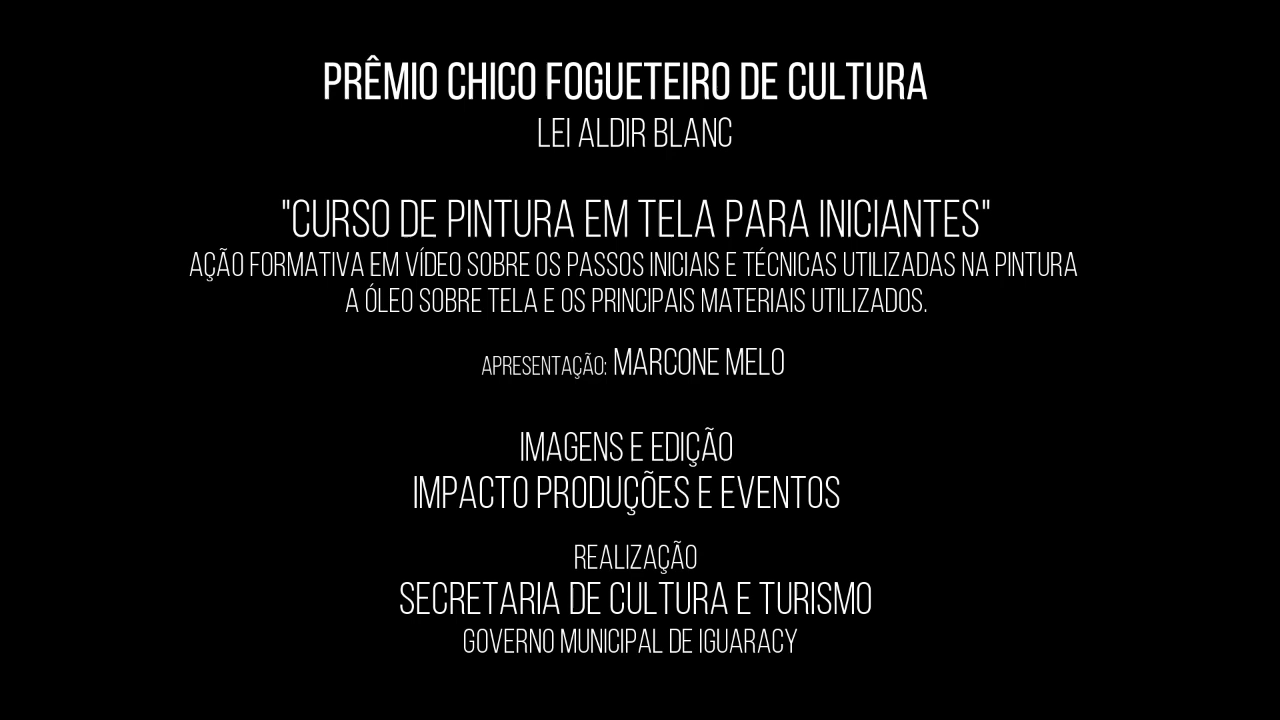 PRÊMIO CHICO FOGUETEIRO DE CULTURA
LEI ALDIR BLANC
"CURSO DE PINTURA EM TELA PARA INICIANTES"
AÇÃO FORMATIVA EM VÍDEO SOBRE OS PASSOS INICIAIS E TÉCNICAS UTILIZADAS NA PINTURA
A ÓLEO SOBRE TELA E OS PRINCIPAIS MATERIAIS UTILIZADOS.
APRESENTAÇÃO: MARCONE MELO
IMAGENS E EDIÇÃO
IMPACTO PRODUÇÕES E EVENTOS
REALIZAÇÃO
SECRETARIA DE CULTURA E TURISMO
GOVERNO MUNICIPAL DE IGUARACY